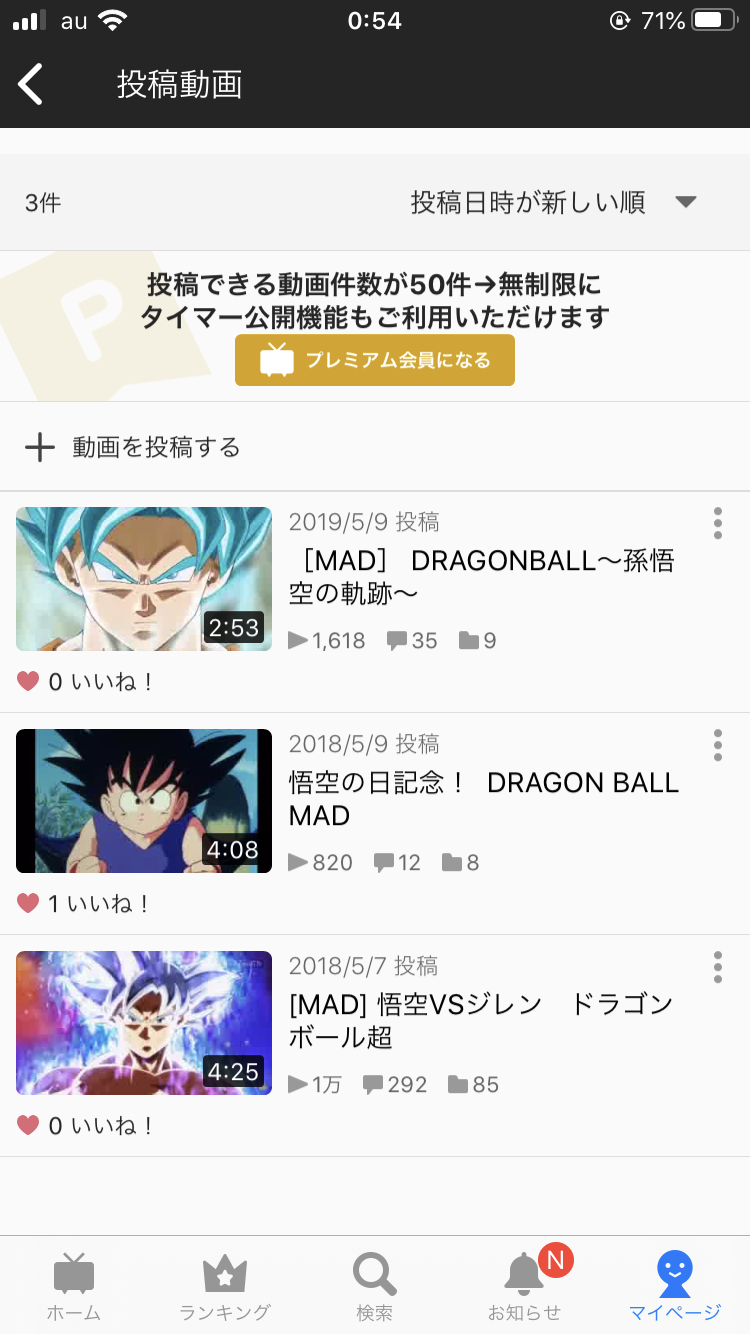 au 0:54 71%
投稿動画
3件 投稿日時が新しい順
投稿できる動画件数が50件→無制限に
タイマー公開機能もご利用いただけます
プレミアム会員になる
動画を投稿する
2019/5/9 投稿
［MAD］ DRAGONBALL〜孫悟
空の軌跡〜
2:53
1,618 35 9
0 いいね！
2018/5/9 投稿
悟空の日記念！ DRAGON BALL
MAD
4:08
820 12 8
1 いいね！
2018/5/7 投稿
[MAD] 悟空VSジレン　ドラゴン
ボール超
4:25
1万 292 85
0 いいね！
N
ホーム ランキング 検索 お知らせ マイページ